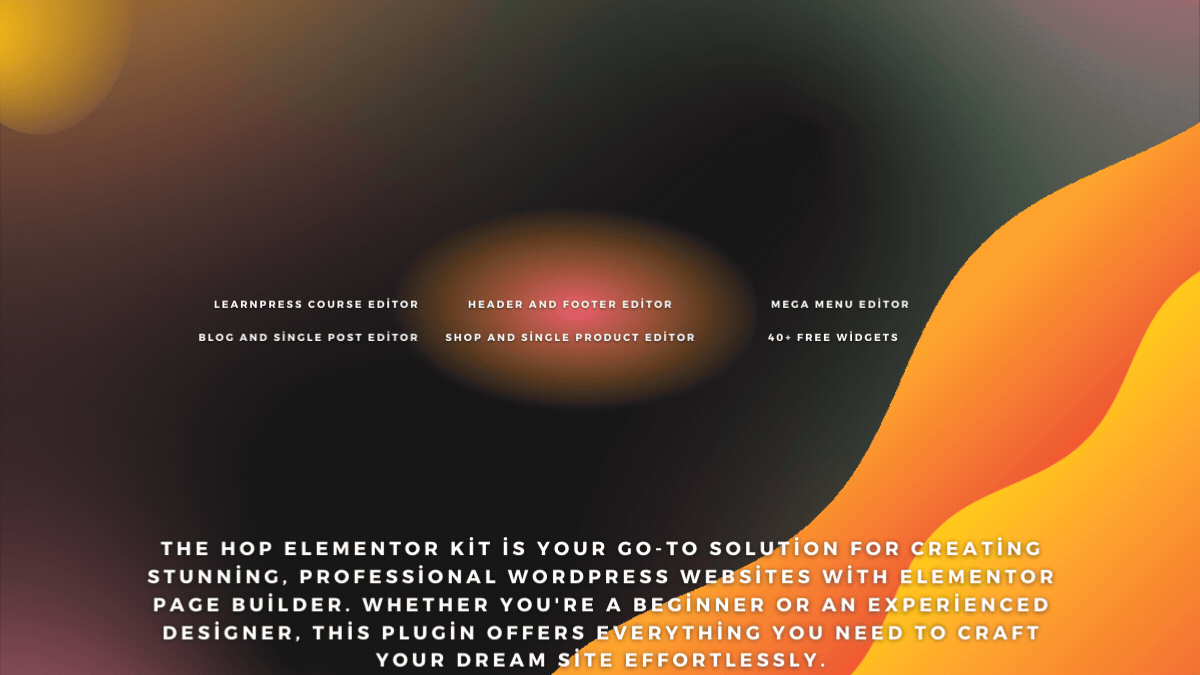 LEARNPRESS COURSE EDİTOR HEADER AND FOOTER EDİTOR MEGA MENU EDİTOR
BLOG AND SİNGLE POST EDİTOR SHOP AND SİNGLE PRODUCT EDİTOR 40+ FREE WİDGETS
THE HOP ELEMENTOR KİT İS YOUR GO-TO SOLUTİON FOR CREATİNG
STUNNİNG, PROFESSİONAL WORDPRESS WEBSİTES WİTH ELEMENTOR
PAGE BUİLDER. WHETHER YOU'RE A BEGİNNER OR AN EXPERİENCED
DESİGNER, THİS PLUGİN OFFERS EVERYTHİNG YOU NEED TO CRAFT
YOUR DREAM SİTE EFFORTLESSLY.